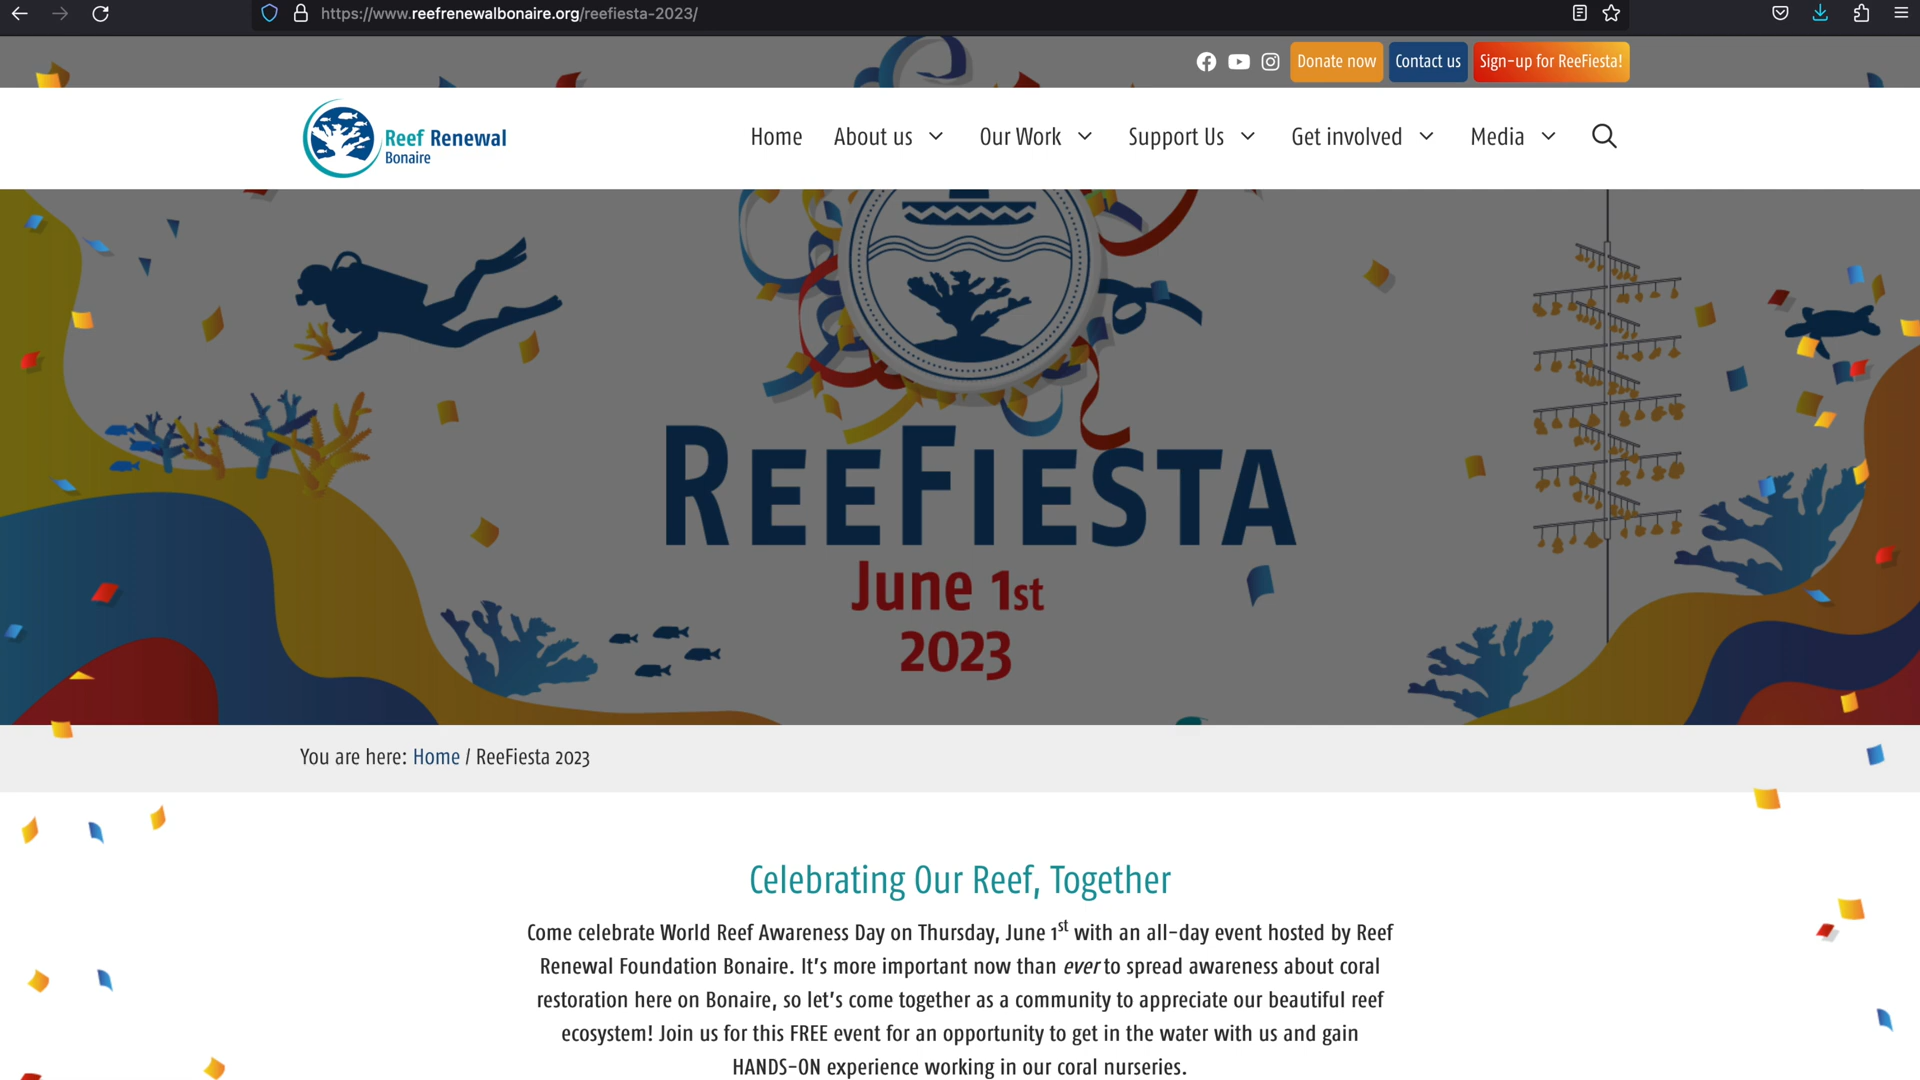 https://www.reefrenewalbonaire.org/reefiesta-2023/
Donate now Contact us Sign-up for ReeFiesta!
Reef Renewal
Bonaire
Home About us Our Work Support Us Get involved Media
REEFIESTA
June 1st
2023
You are here: Home / ReeFiesta 2023
Celebrating Our Reef, Together
Come celebrate World Reef Awareness Day on Thursday, June 1st with an all-day event hosted by Reef
Renewal Foundation Bonaire. It's more important now than ever to spread awareness about coral
restoration here on Bonaire, so let's come together as a community to appreciate our beautiful reef
ecosystem! Join us for this FREE event for an opportunity to get in the water with us and gain
HANDS-ON experience working in our coral nurseries.